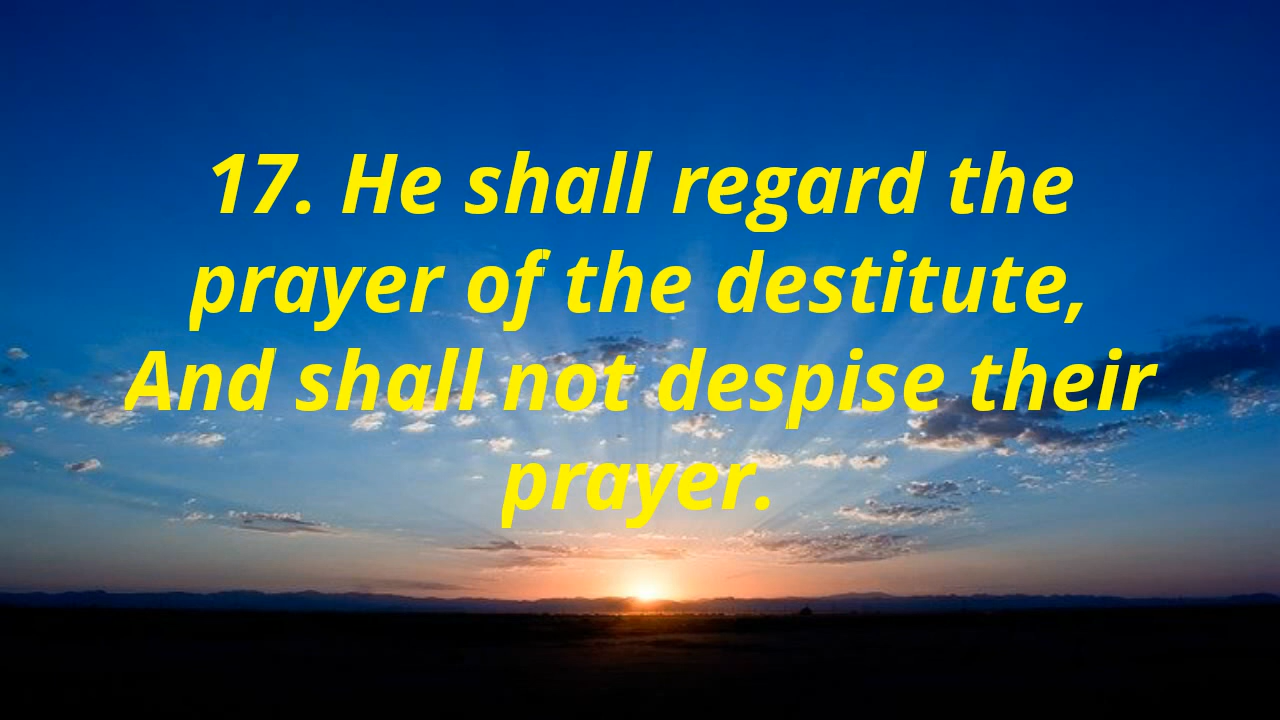 17. He shall regard the
prayer of the destitute,
And shall not despise their
prayer.